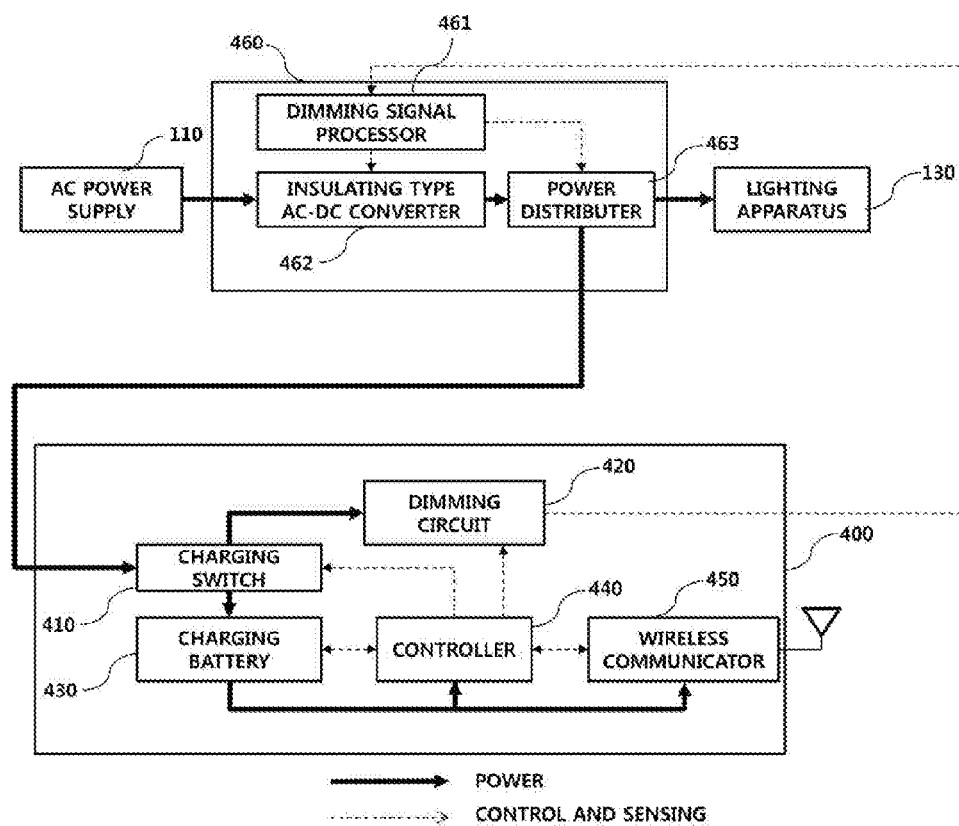 461
460
DIMMING SIGNAL
PROCESSOR
110
463
AC POWER
SUPPLY
INSULATING TYPE
AC-DC CONVERTER
POWER
DISTRIBUTER
LIGHTING
APPARATUS
130
462
420
DIMMING
CIRCUIT
400
CHARGING
SWITCH
410
440
450
CHARGING
BATTERY
CONTROLLER
WIRELESS
COMMUNICATOR
430
POWER
CONTROL AND SENSING